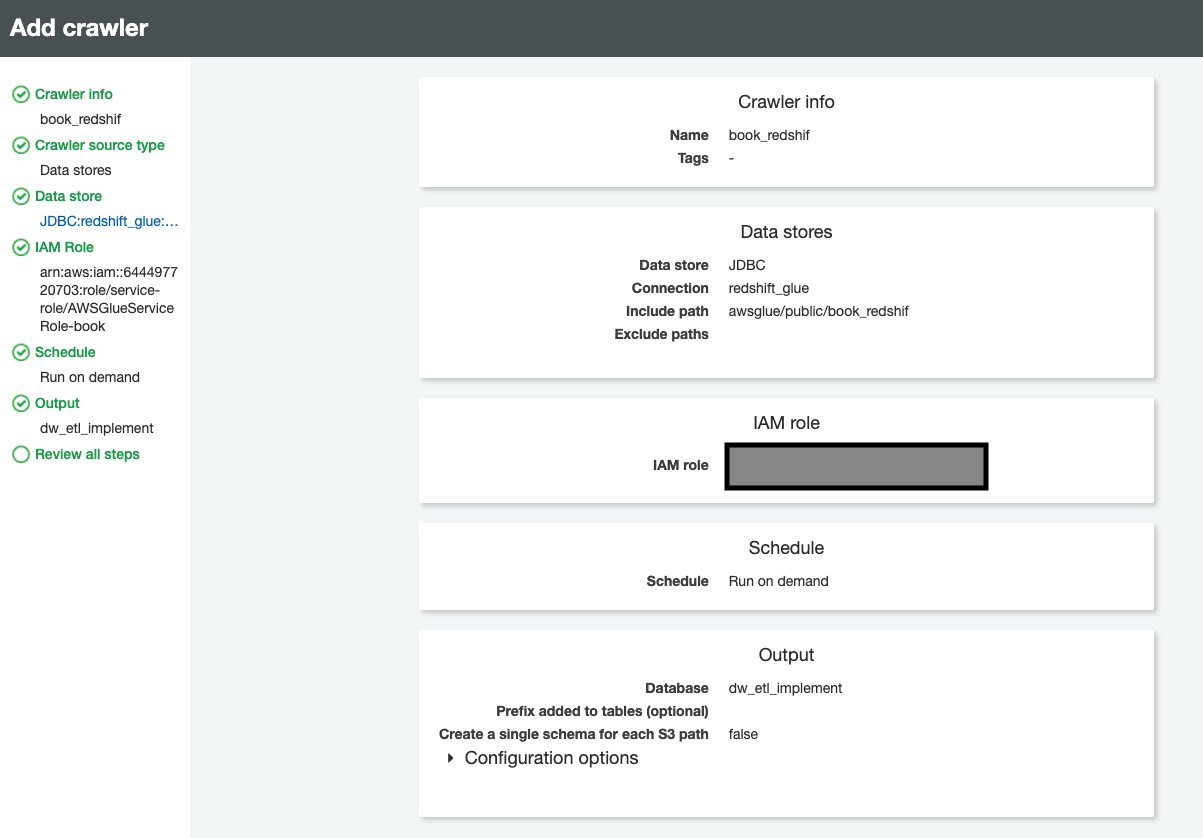 Add crawler
Crawler info
book_redshif
Crawler source type
Data stores
Data store
JDBC:redshift_glue:…
IAM Role
arn:aws:iam::6444977
20703:role/service-
role/AWSGlueService
Role-book
Schedule
Run on demand
Output
dw_etl_implement
Review all steps
Crawler info
Name book_redshif
Tags -
Data stores
Data store JDBC
Connection redshift_glue
Include path awsglue/public/book_redshif
Exclude paths
IAM role
IAM role
Schedule
Schedule Run on demand
Output
Database dw_etl_implement
Prefix added to tables (optional)
Create a single schema for each S3 path false
Configuration options